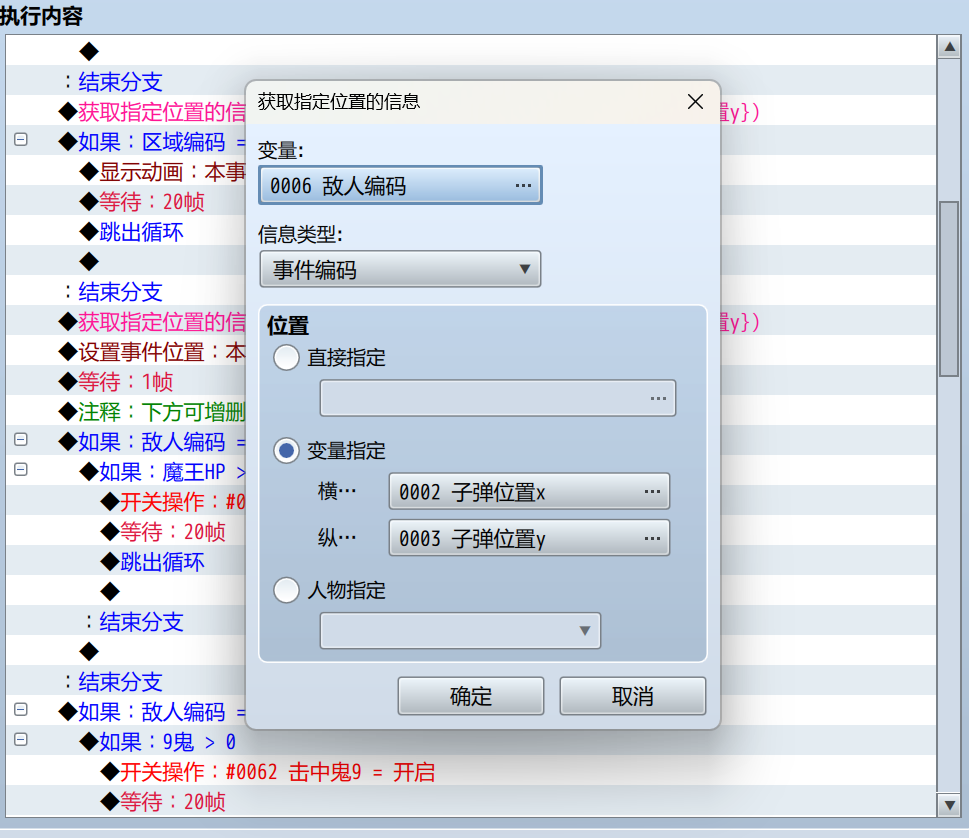 执行内容
◆
：结束分支
◆获取指定位置的信
置y})
◆如果：区域编码 =
◆显示动画：本事
◆等待：20帧
◆跳出循环
◆
：结束分支
◆获取指定位置的信
置y})
◆设置事件位置：本
◆等待：1帧
◆注释：下方可增删
◆如果：敌人编码 =
◆如果：魔王HP >
◆开关操作：#0
◆等待：20帧
◆跳出循环
◆
：结束分支
◆
：结束分支
◆如果：敌人编码 =
◆如果：9鬼 > 0
◆开关操作：#0062 击中鬼9 = 开启
◆等待：20帧
获取指定位置的信息
变量:
0006 敌人编码 ...
信息类型:
事件编码
位置
直接指定
...
变量指定
横... 0002 子弹位置x ...
纵... 0003 子弹位置y ...
人物指定
确定 取消